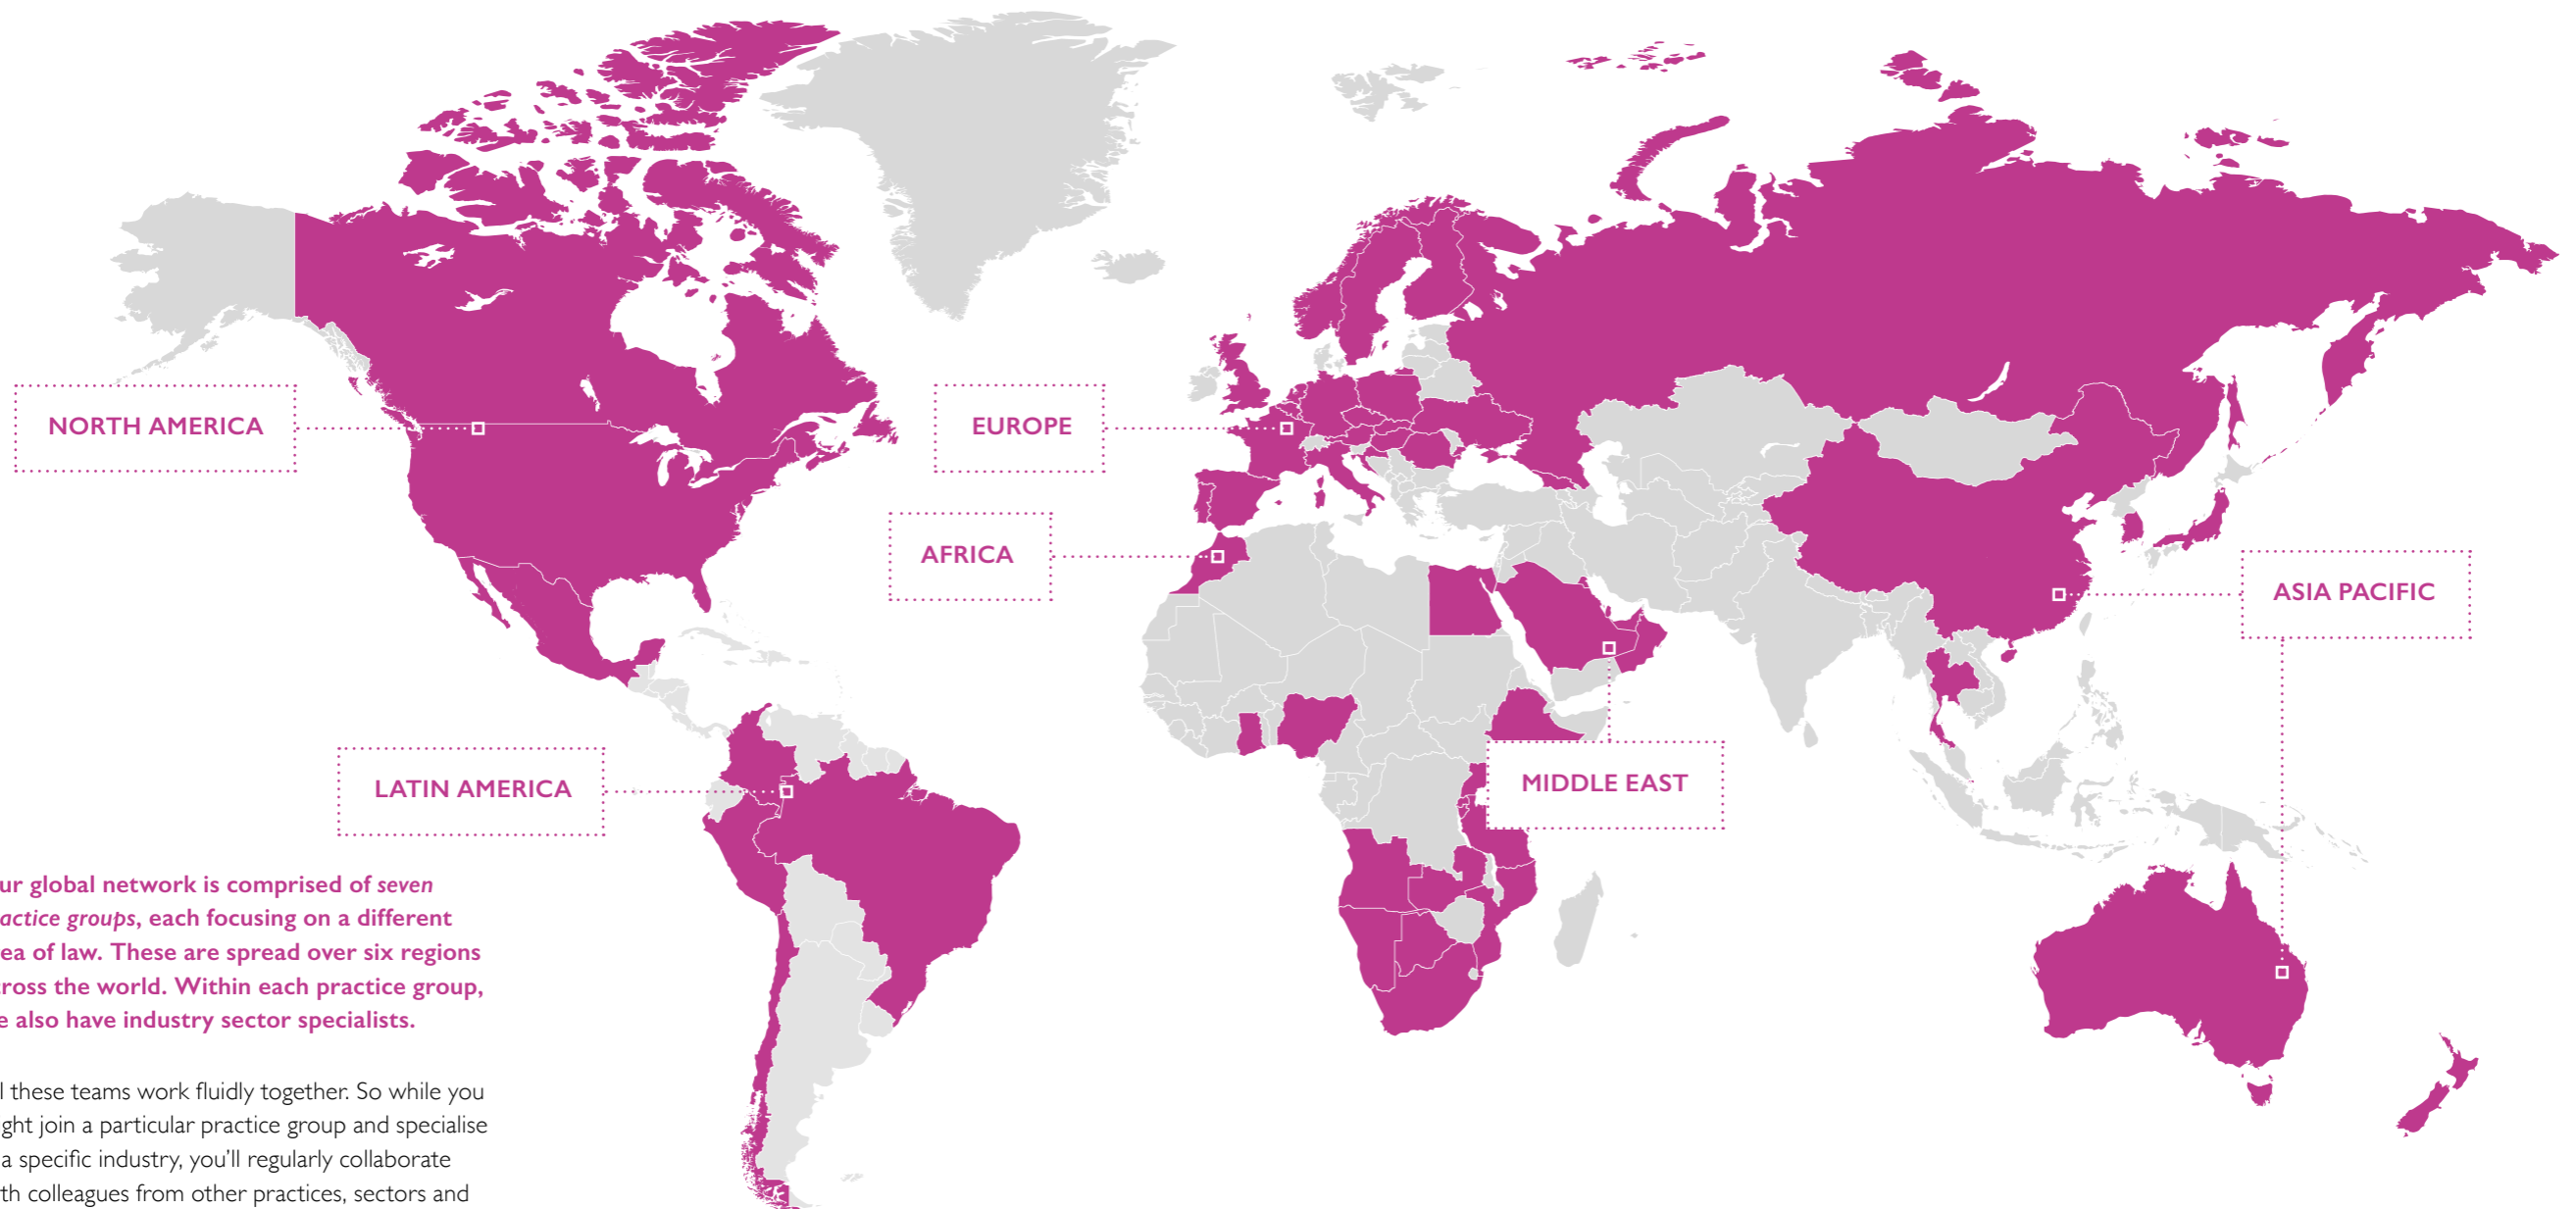 NORTH AMERICA
EUROPE
AFRICA
ASIA PACIFIC
MIDDLE EAST
LATIN AMERICA
ur global network is comprised of seven
actice groups, each focusing on a different
ea of law. These are spread over six regions
ross the world. Within each practice group,
e also have industry sector specialists.
l these teams work fluidly together. So while you
ght join a particular practice group and specialise
a specific industry, you’ll regularly collaborate
th colleagues from other practices, sectors and